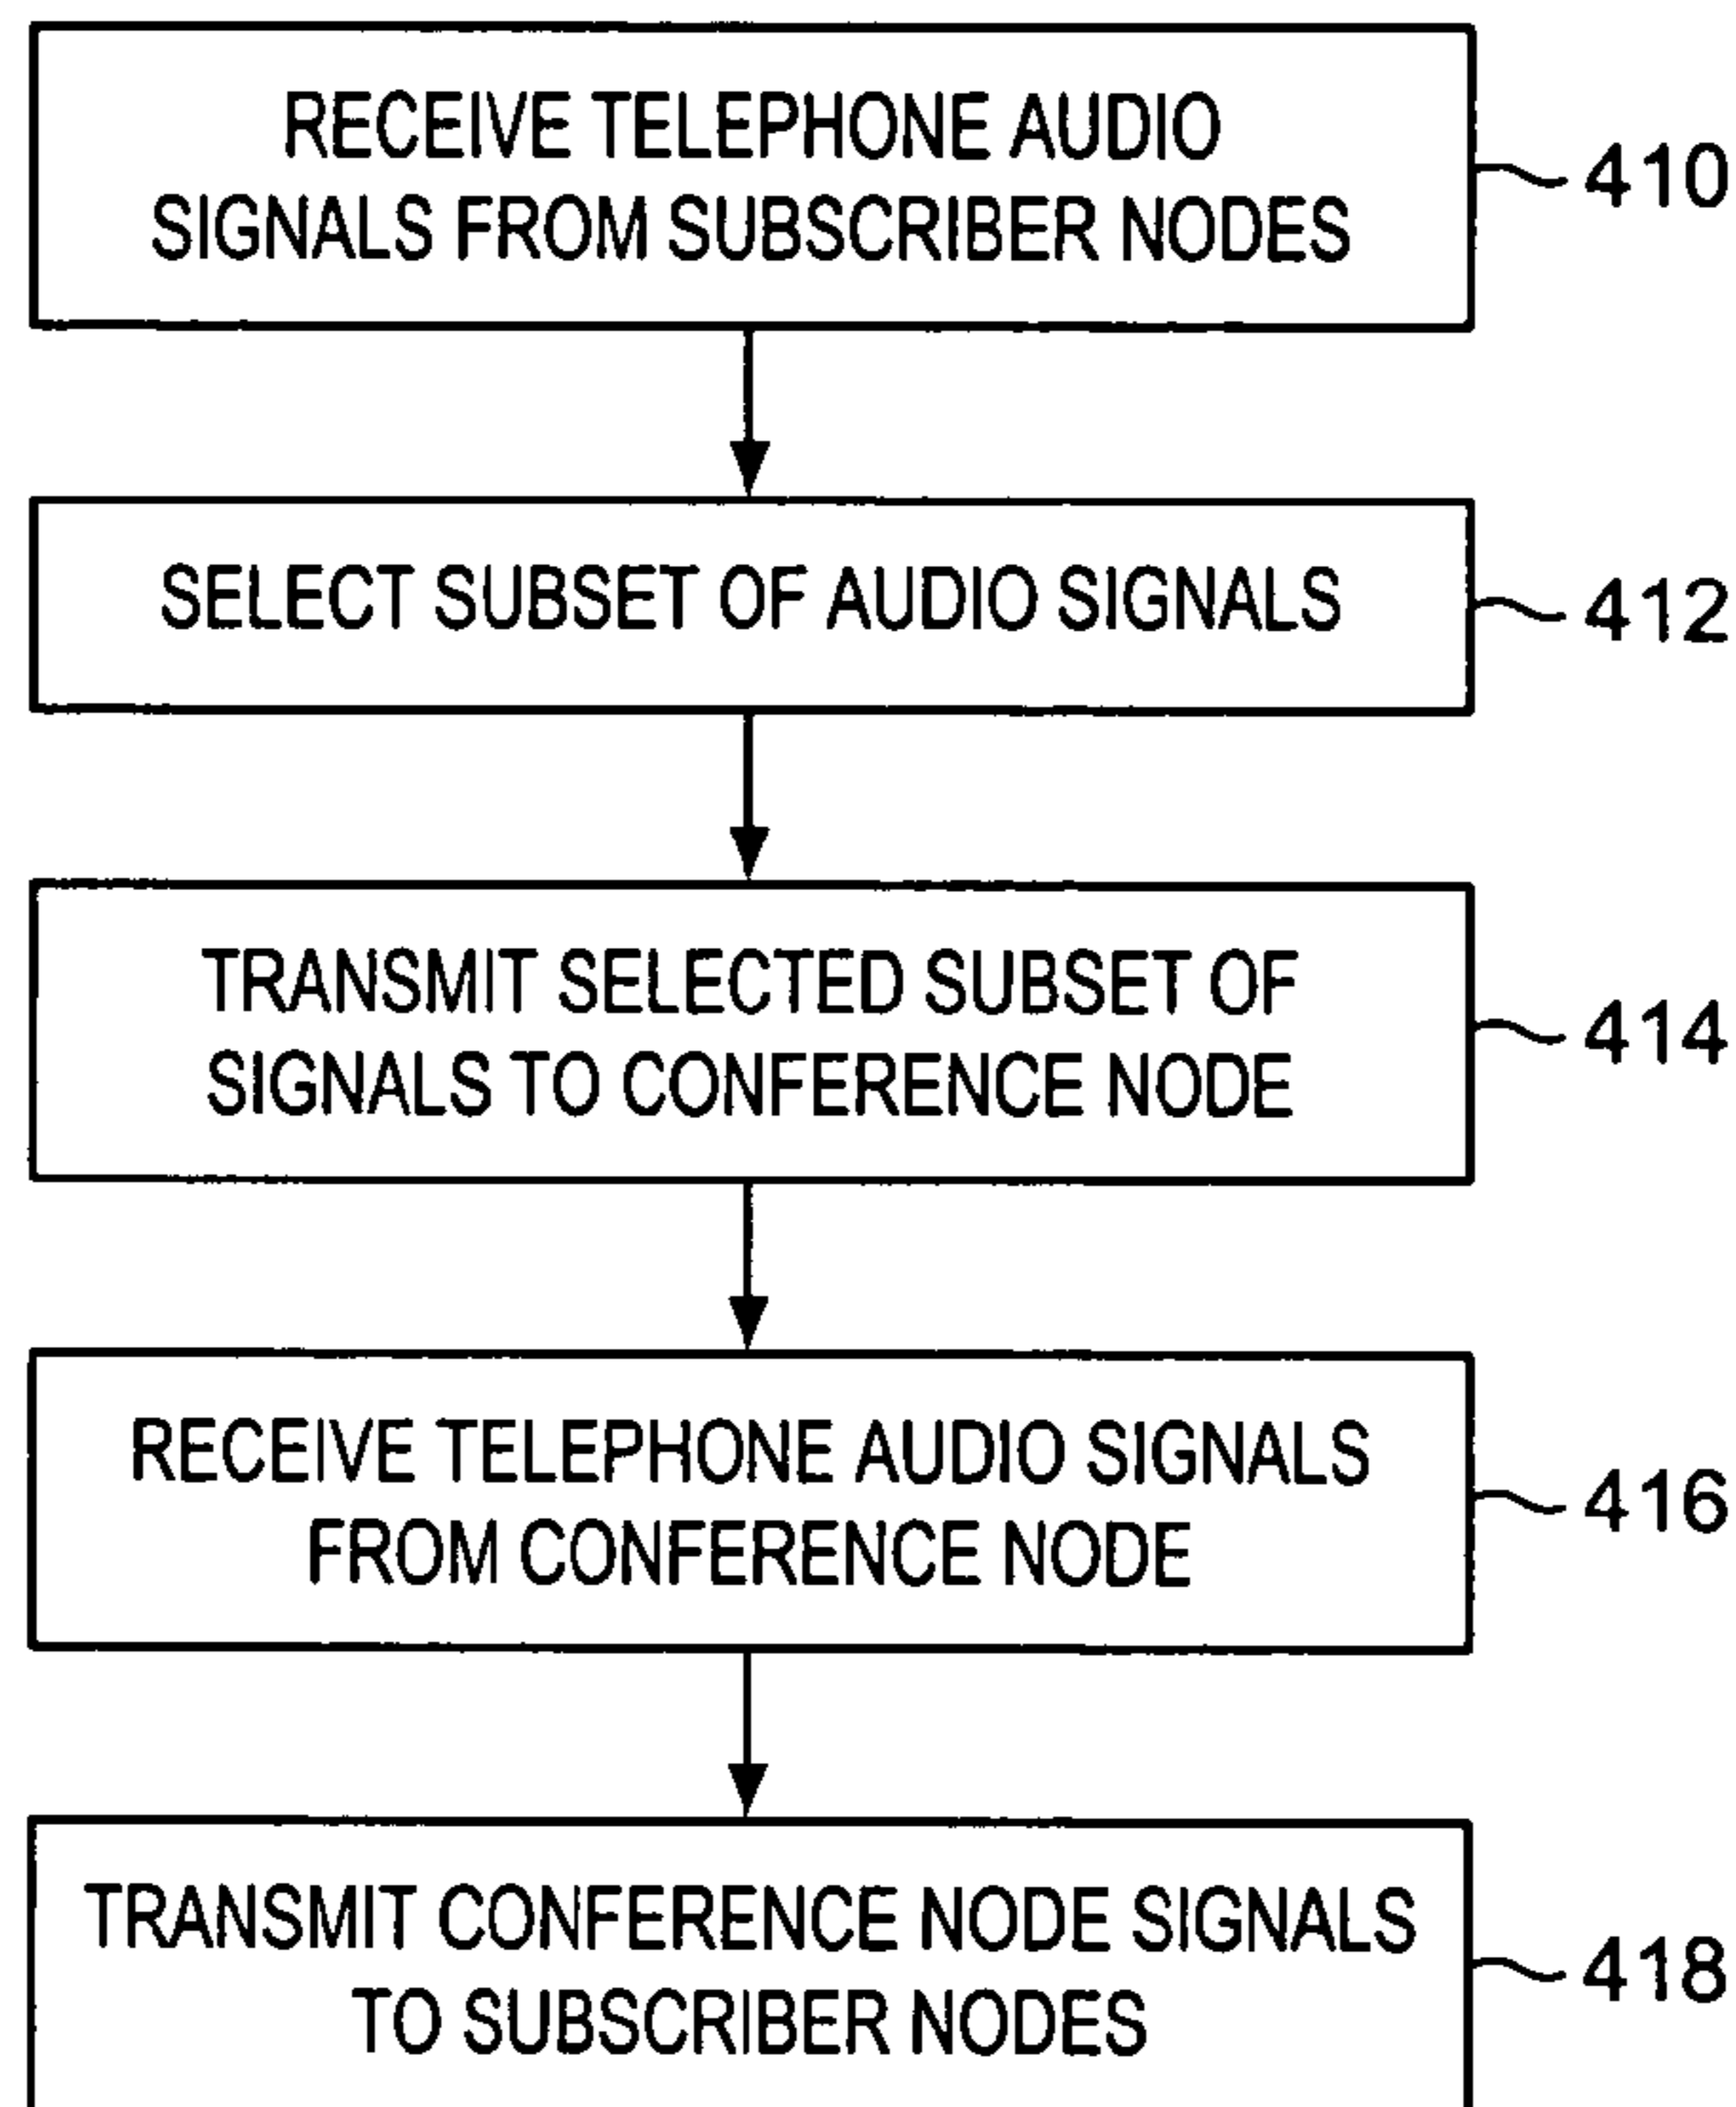 RECEIVE TELEPHONE AUDIO
SIGNALS FROM SUBSCRIBER NODES
410
SELECT SUBSET OF AUDIO SIGNALS
412
TRANSMIT SELECTED SUBSET OF
SIGNALS TO CONFERENCE NODE
414
RECEIVE TELEPHONE AUDIO SIGNALS
FROM CONFERENCE NODE
416
TRANSMIT CONFERENCE NODE SIGNALS
TO SUBSCRIBER NODES
418